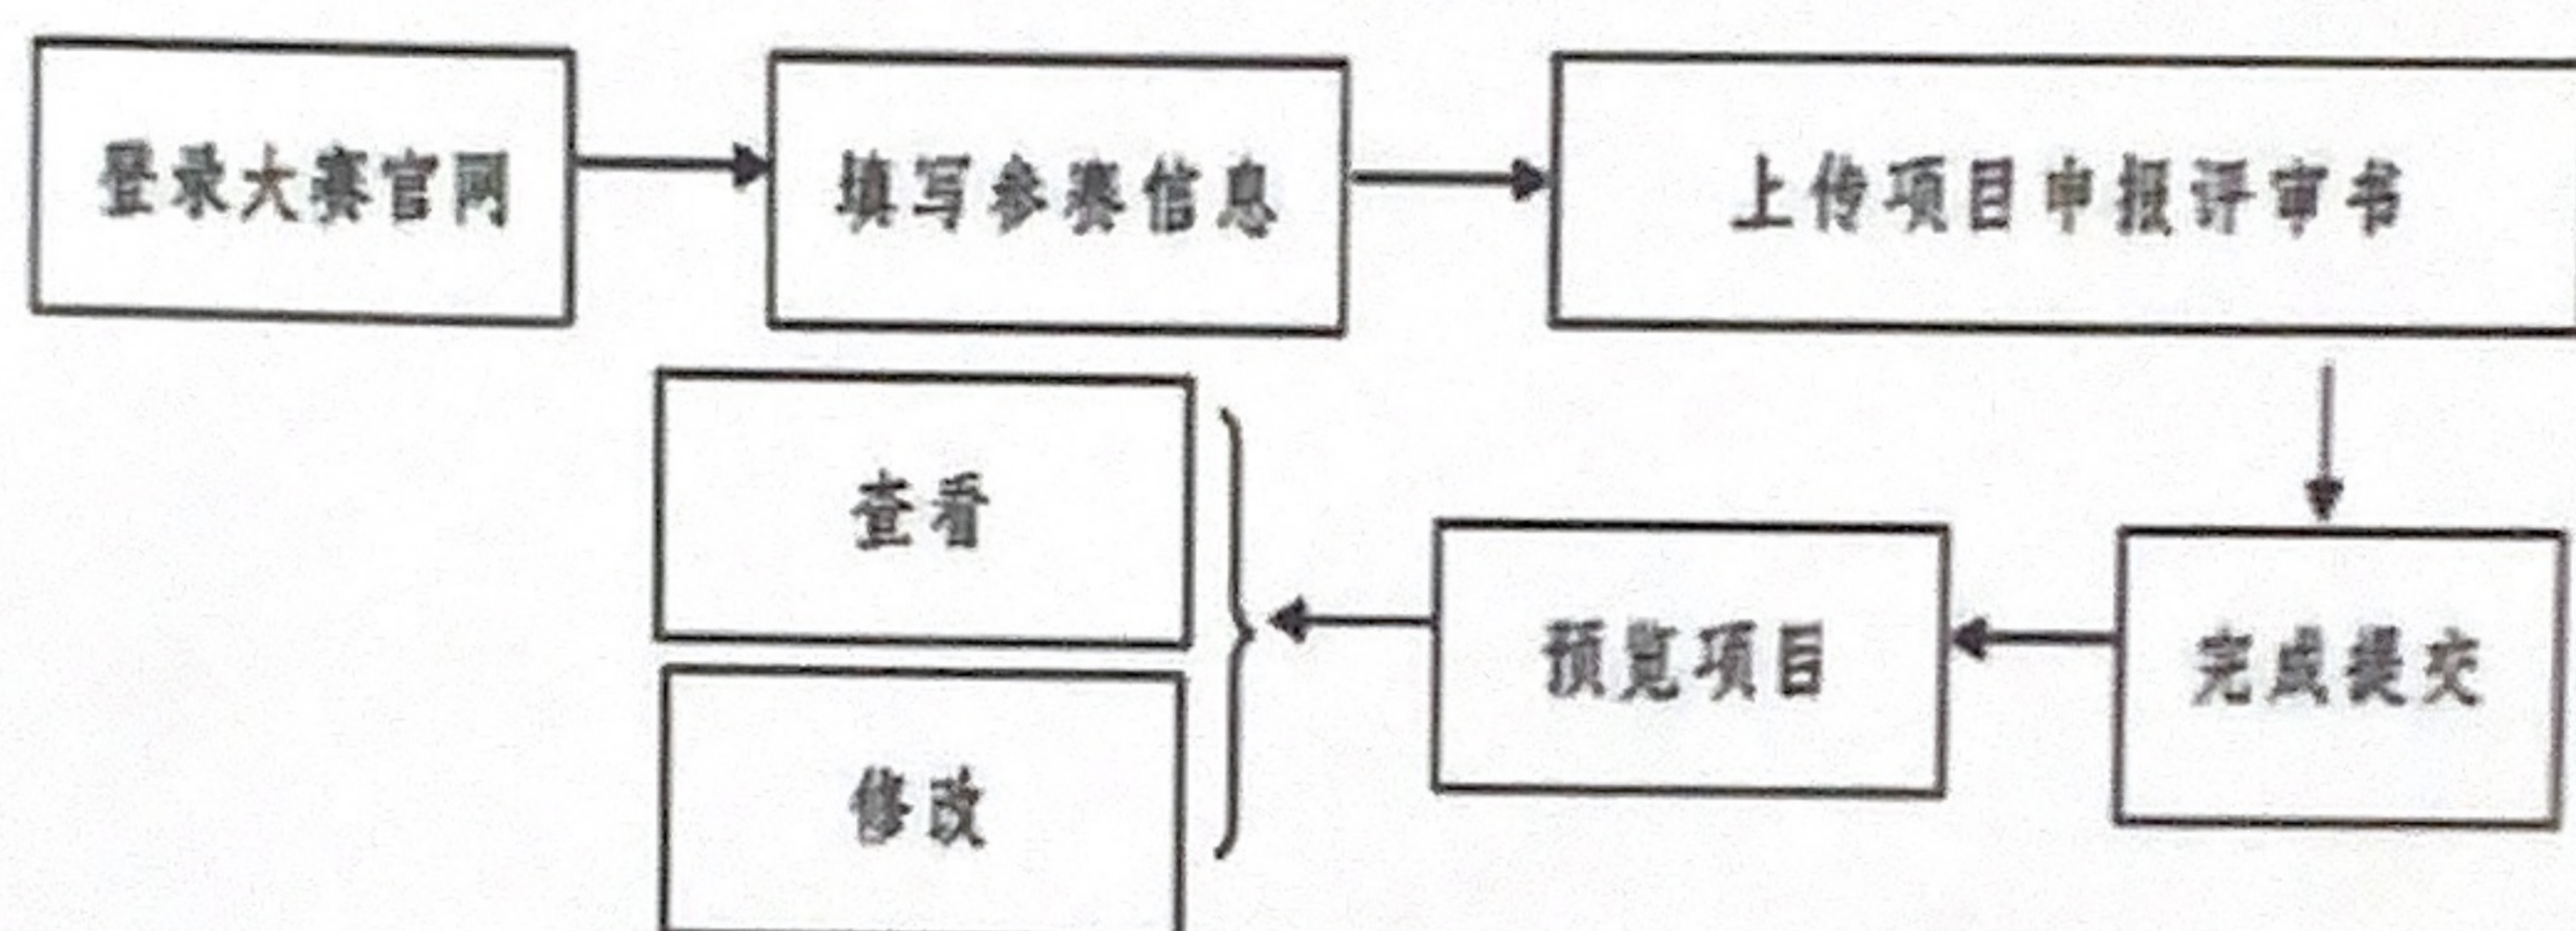 登录大赛官网
填写参赛信息
上传项目申报评审书
完成提交
预览项目
查看
修改